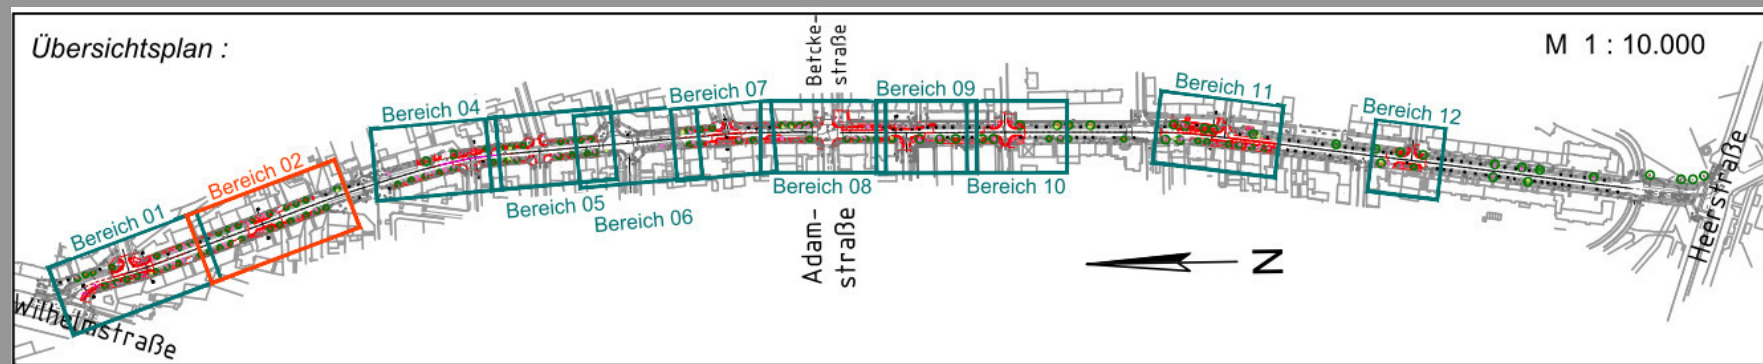 Übersichtsplan :
M 1 : 10.000
Betcke-
straße
Bereich 01
Bereich 02
Bereich 04
Bereich 05
Bereich 06
Bereich 07
Bereich 08
Bereich 09
Bereich 10
Bereich 11
Bereich 12
Adam-
straße
N
Wilhelmstraße
Heerstraße